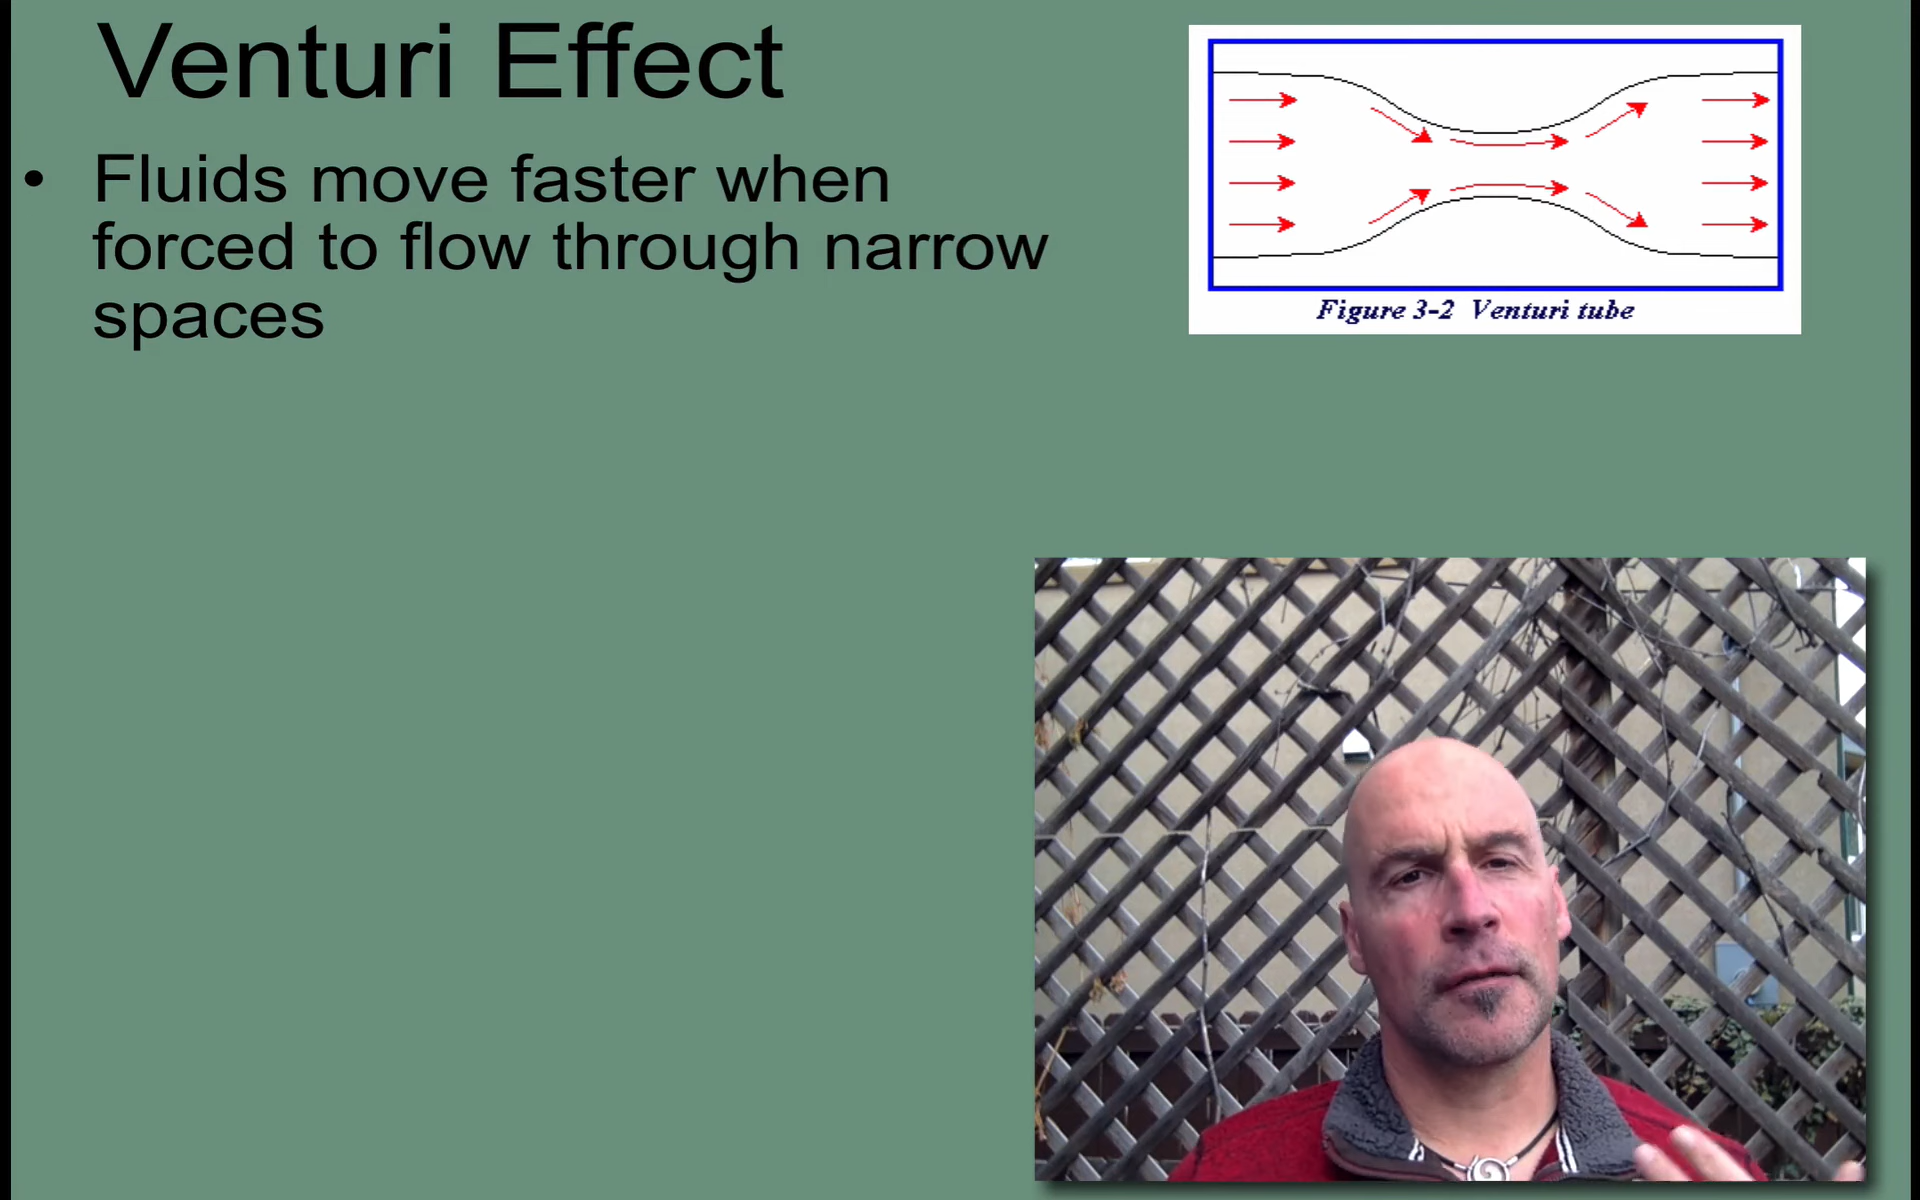 Venturi Effect
• Fluids move faster when
forced to flow through narrow
spaces
Figure 3-2 Venturi tube